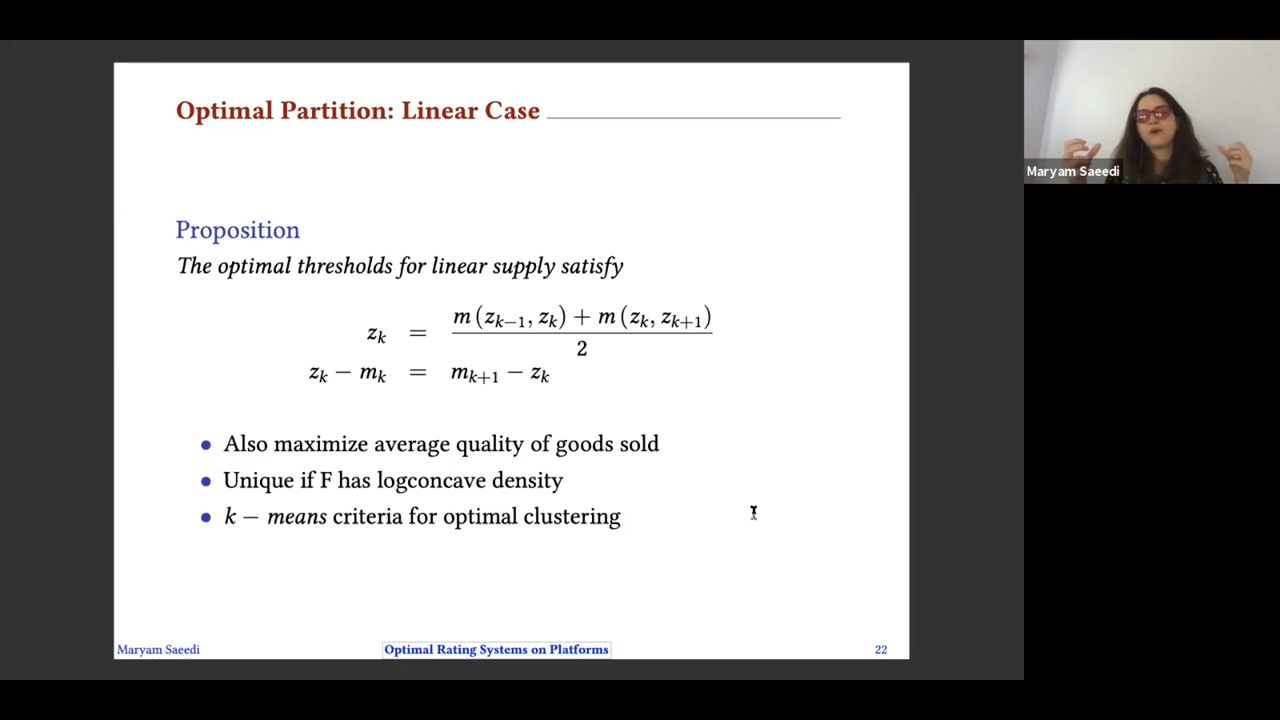 Optimal Partition: Linear Case
Proposition
The optimal thresholds for linear supply satisfy
z_k = \frac{m(z_{k-1}, z_k) + m(z_k, z_{k+1})}{2}
z_k − m_k = m_{k+1} − z_k
• Also maximize average quality of goods sold
• Unique if F has logconcave density
• k − means criteria for optimal clustering
Maryam Saeedi Optimal Rating Systems on Platforms 22
Maryam Saeedi